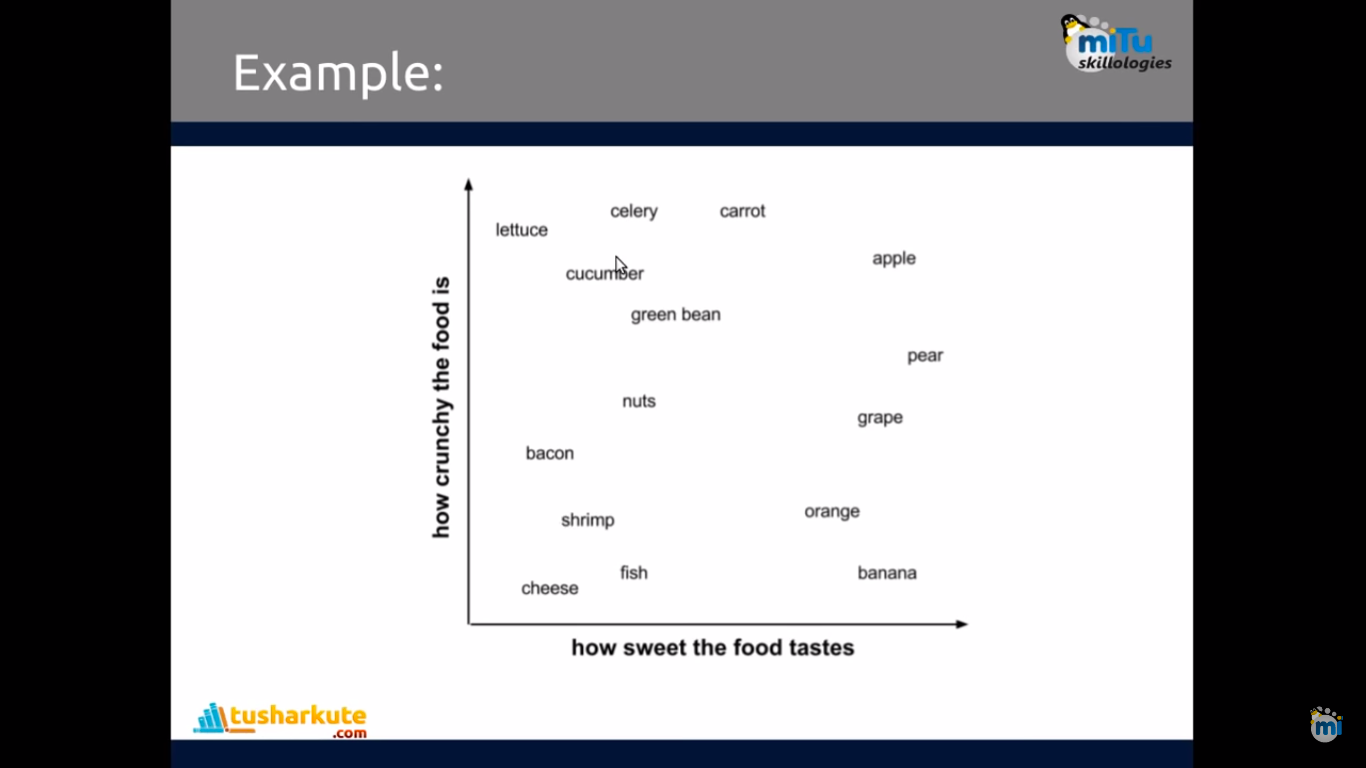 Example:
miTu
skillologies
celery
carrot
lettuce
apple
cucumber
green bean
pear
nuts
grape
bacon
orange
shrimp
fish
banana
cheese
how crunchy the food is
how sweet the food tastes
tusharkute
.com
mi